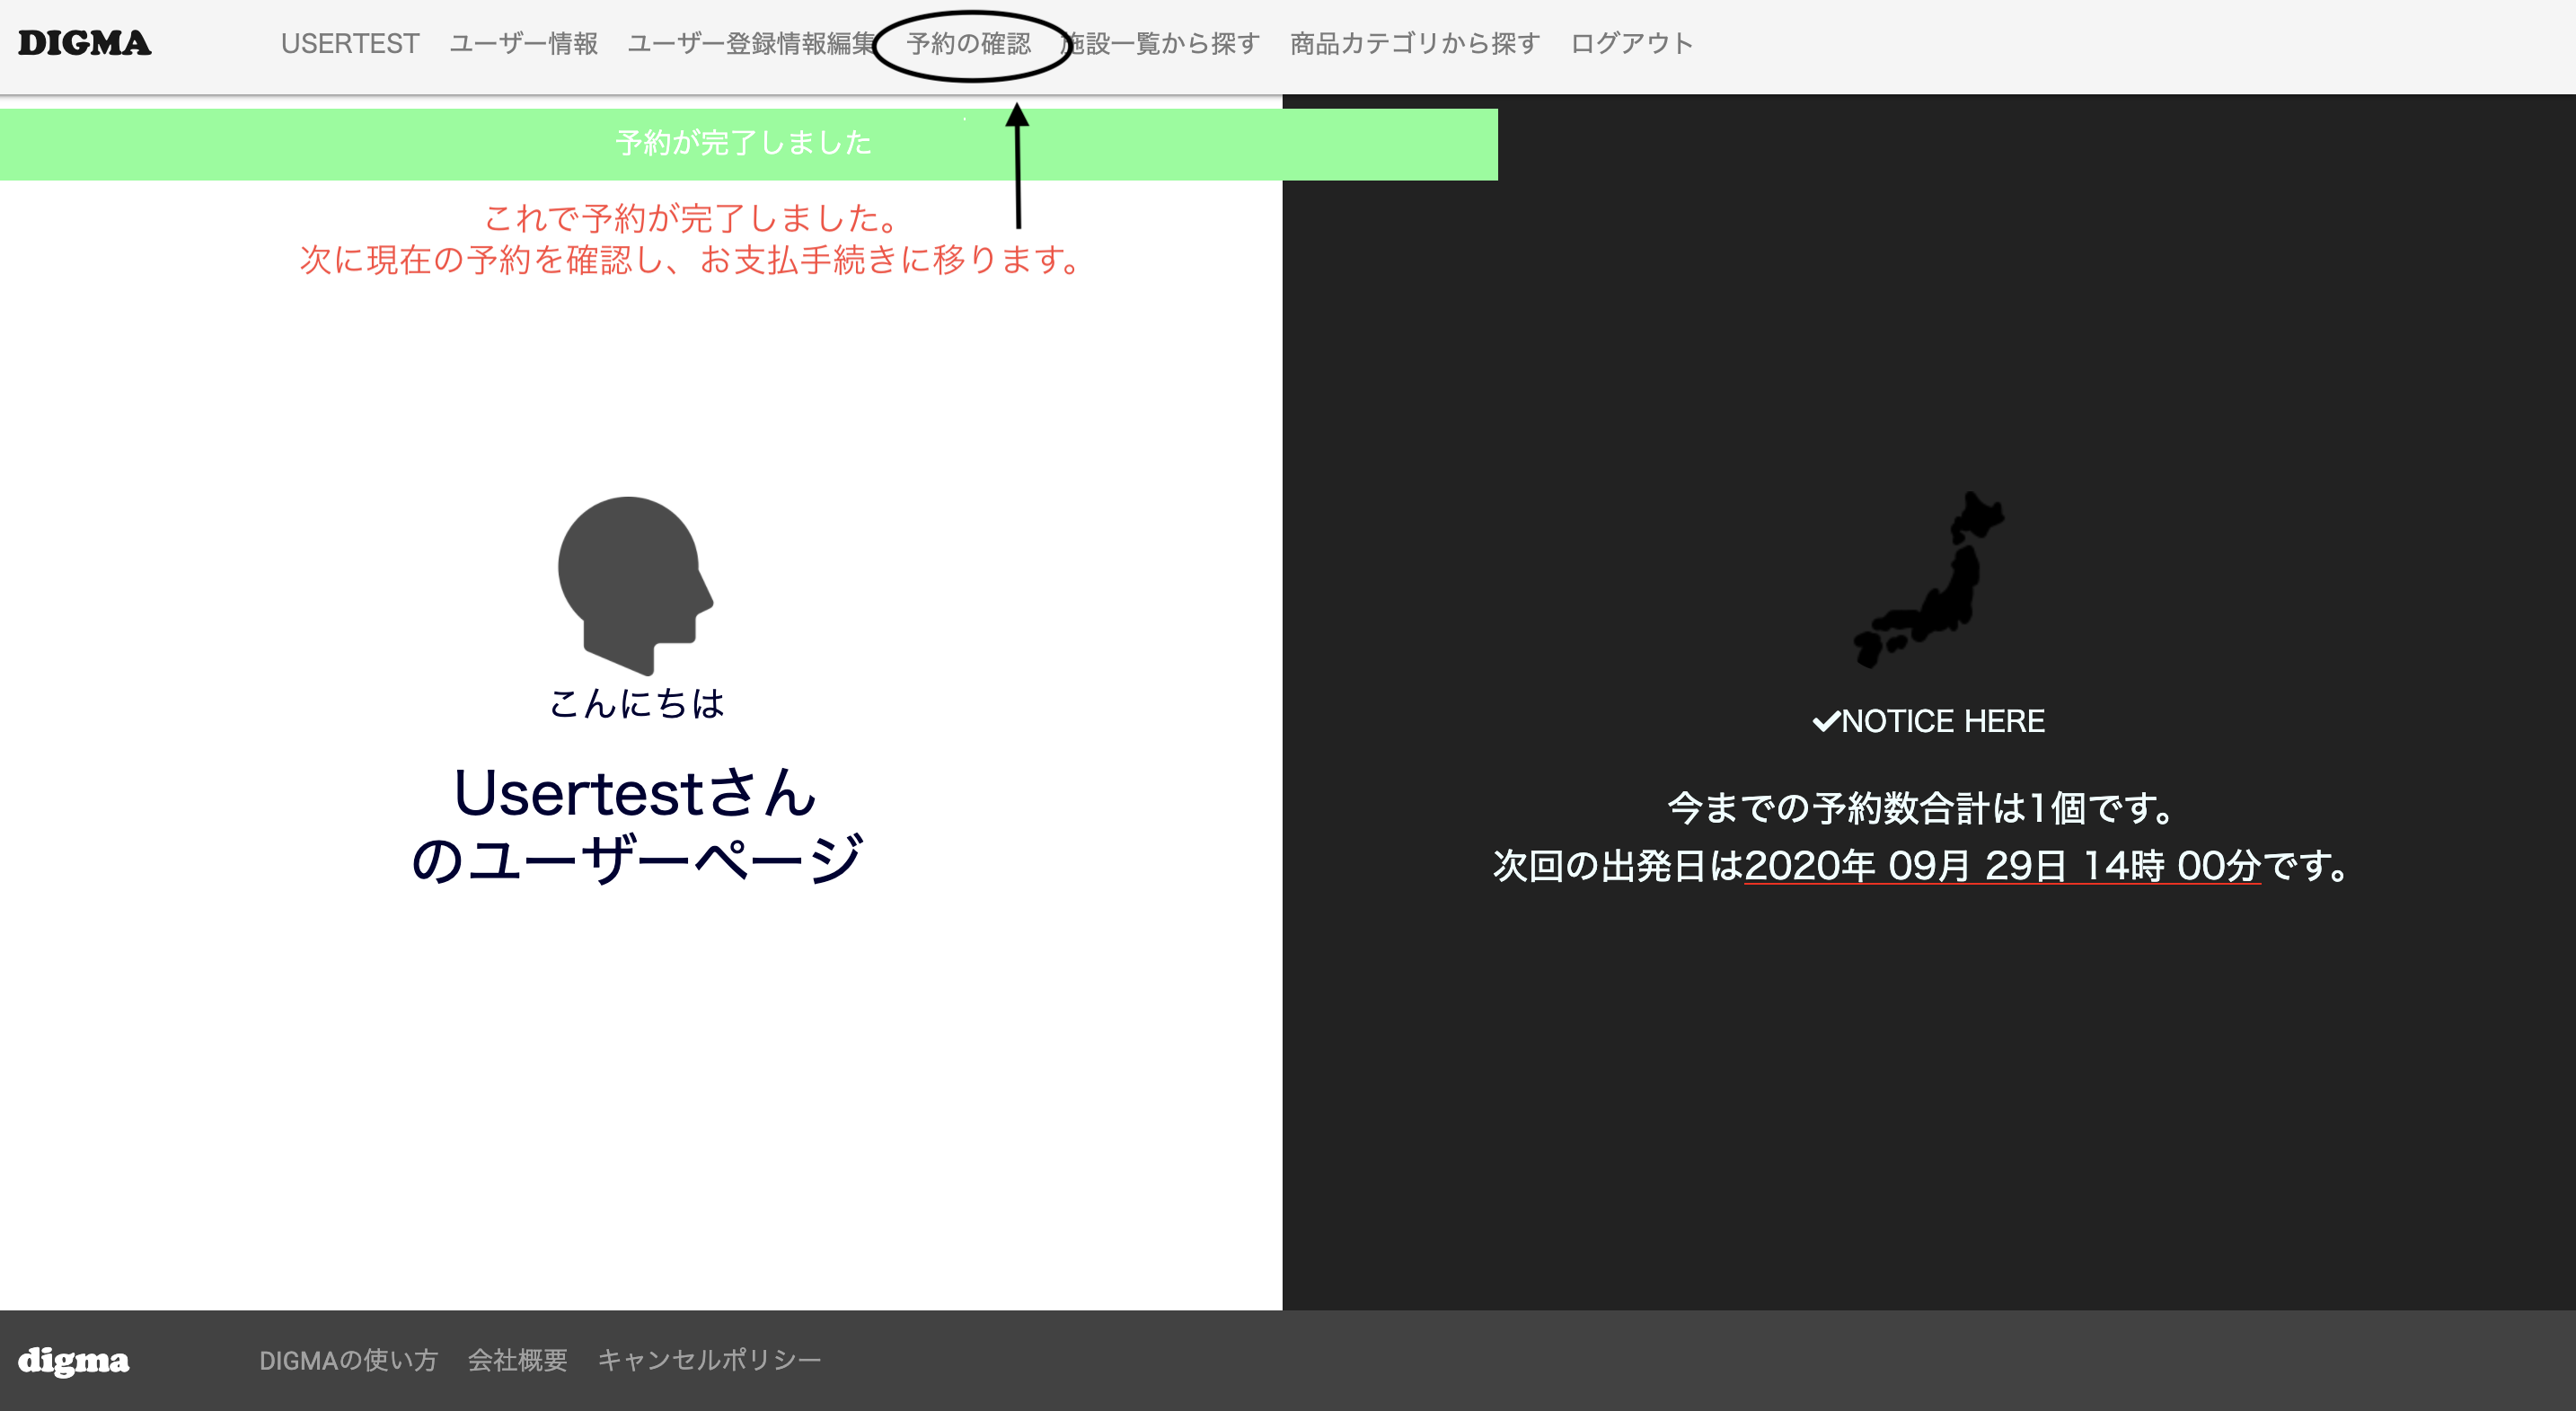 DIGMA
USERTEST ユーザー情報 ユーザー登録情報編集 予約の確認 施設一覧から探す 商品カテゴリから探す ログアウト
予約が完了しました
これで予約が完了しました。
次に現在の予約を確認し、お支払手続きに移ります。
こんにちは
Usertestさん
のユーザーページ
NOTICE HERE
今までの予約数合計は1個です。
次回の出発日は2020年 09月 29日 14時 00分です。
digma
DIGMAの使い方 会社概要 キャンセルポリシー